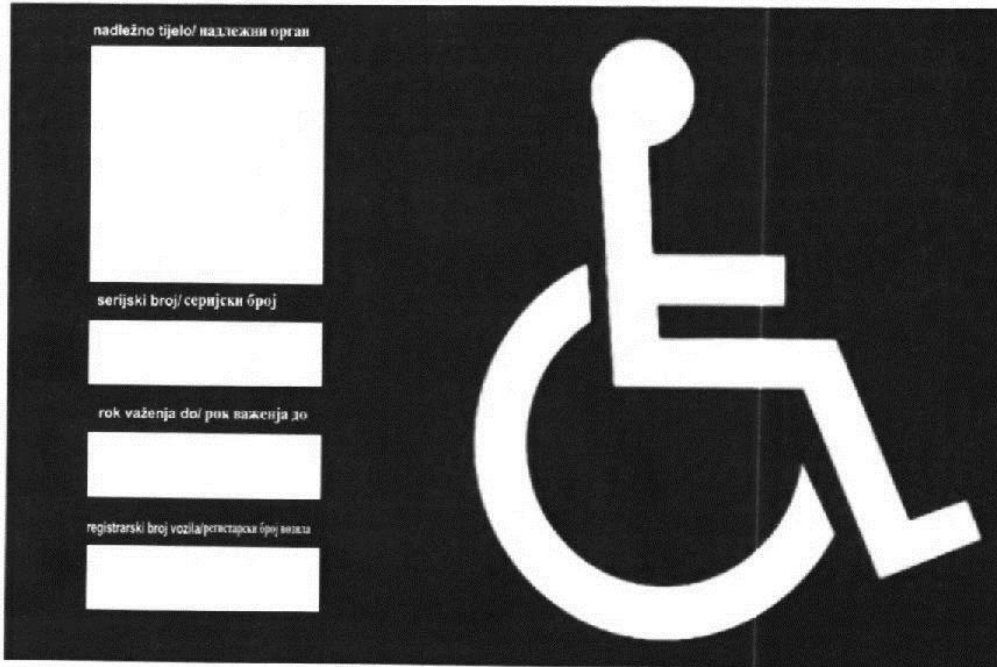 nadležno tijelo/ надлежни орган
serijski broj/ серијски број
rok važenja do/ рок важенја до
registrarski broj vozila/регистарски број возила